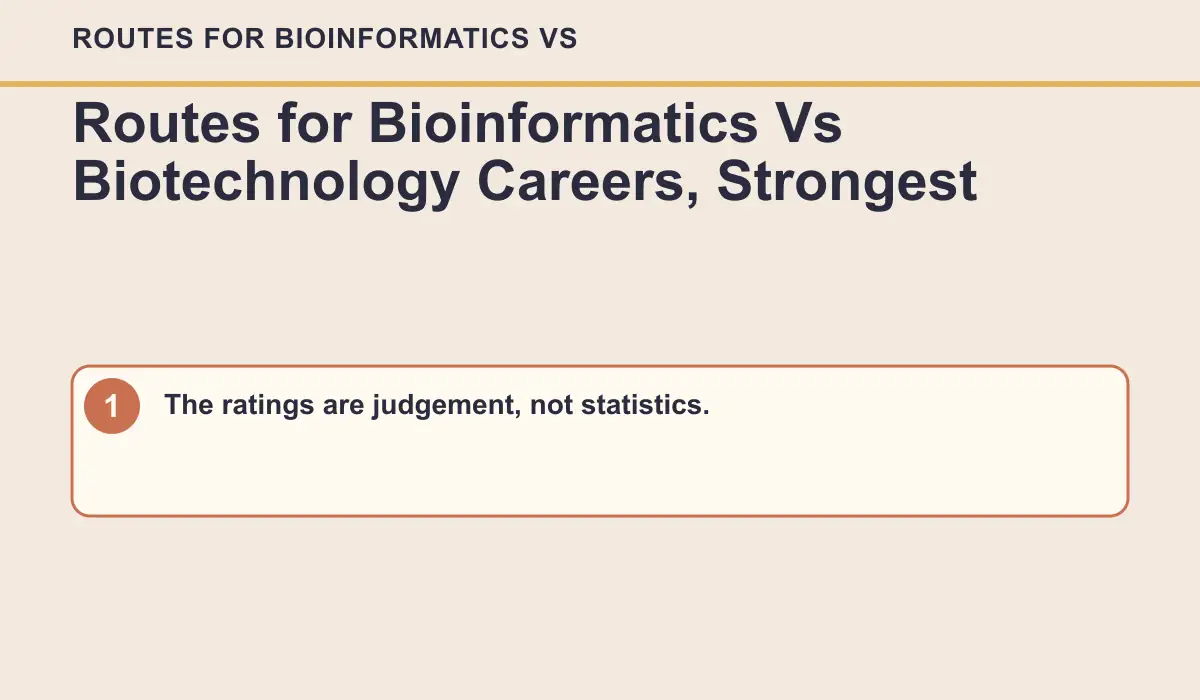 ROUTES FOR BIOINFORMATICS VS
Routes for Bioinformatics Vs
Biotechnology Careers, Strongest
1 The ratings are judgement, not statistics.